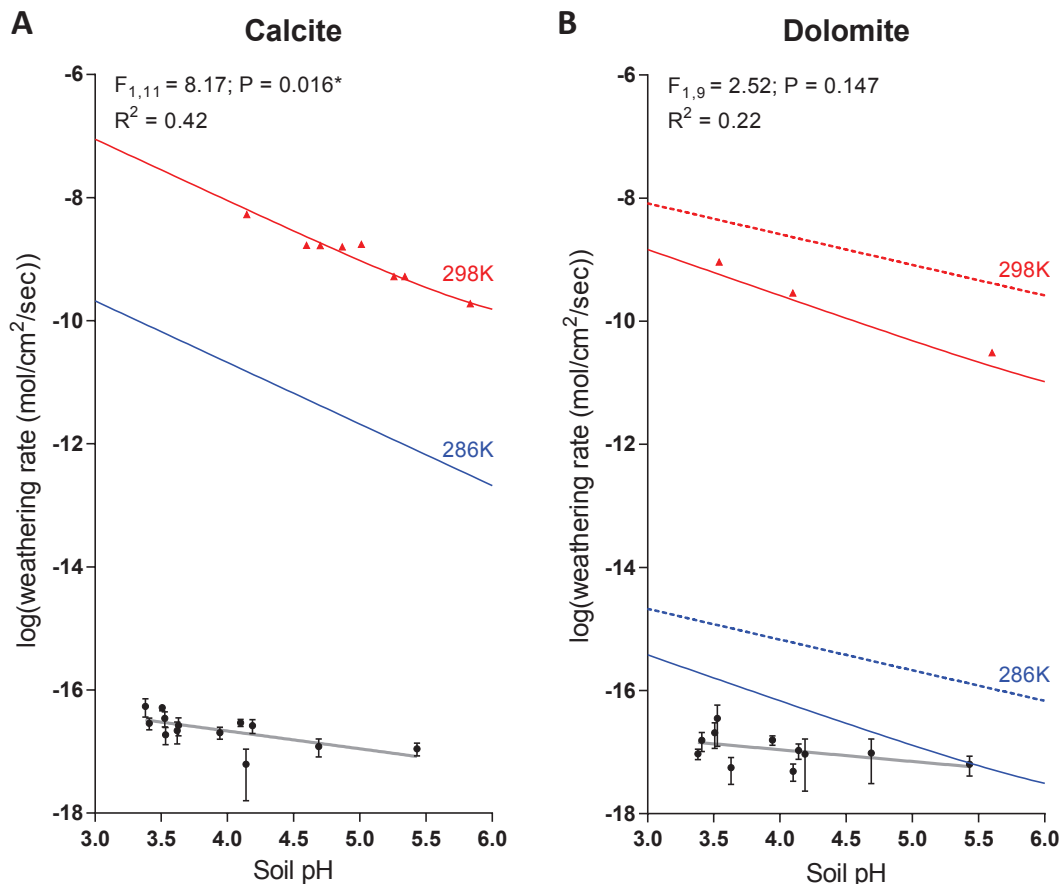 A
Calcite
F1,11 = 8.17; P = 0.016*
R2 = 0.42
-6
-8
-10
-12
-14
-16
-18
log(weathering rate (mol/cm2/sec))
298K
286K
3.0 3.5 4.0 4.5 5.0 5.5 6.0
Soil pH
B
Dolomite
F1,9 = 2.52; P = 0.147
R2 = 0.22
-6
-8
-10
-12
-14
-16
-18
log(weathering rate (mol/cm2/sec))
298K
286K
3.0 3.5 4.0 4.5 5.0 5.5 6.0
Soil pH